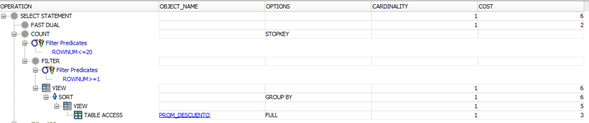 OPERATION OBJECT_NAME OPTIONS CARDINALITY COST
SELECT STATEMENT 1 6
FAST DUAL 1 2
COUNT STOPKEY
Filter Predicates
ROWNUM<=20
FILTER
Filter Predicates
ROWNUM>=1
VIEW 1 6
SORT GROUP BY 1 6
VIEW 1 5
TABLE ACCESS PROM_DESCUENTO FULL 1 3